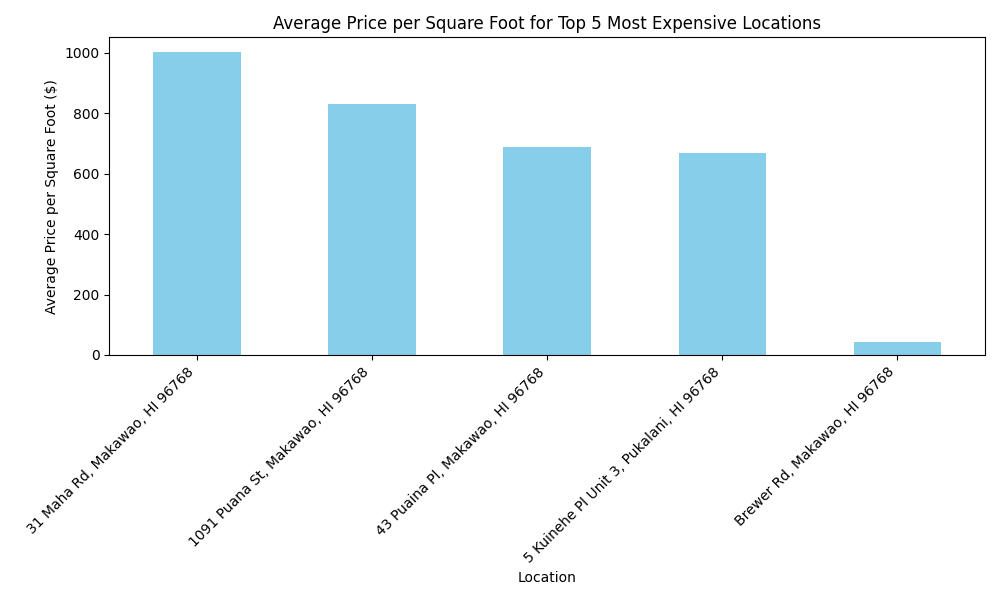 Average Price per Square Foot for Top 5 Most Expensive Locations
Average Price per Square Foot ($)
1000
800
600
400
200
0
31 Maha Rd, Makawao, HI 96768
1091 Puana St, Makawao, HI 96768
43 Puaina Pl, Makawao, HI 96768
5 Kuinehe Pl Unit 3, Pukalani, HI 96768
Brewer Rd, Makawao, HI 96768
Location